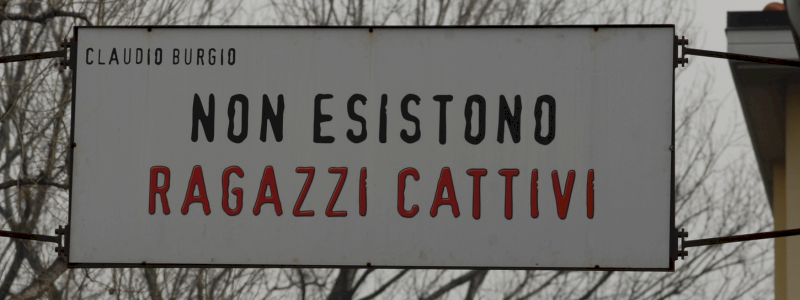 CLAUDIO BURGIO
NON ESISTONO
RAGAZZI CATTIVI